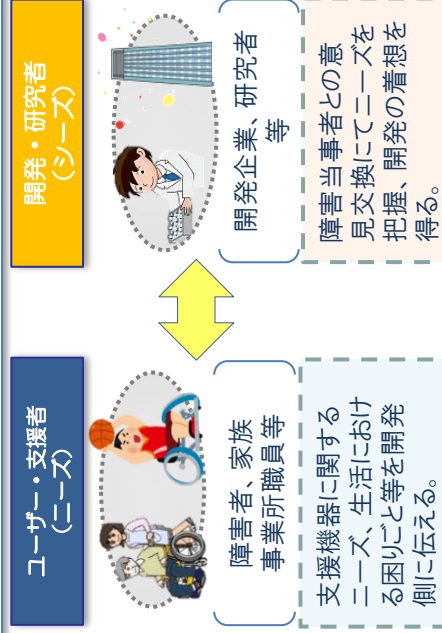 ユーザー・支援者
（ニーズ）
障害者、家族
事業所職員等
支援機器に関する
ニーズ、生活におけ
る困りごと等を開発
側に伝える。
開発・研究者
（シーズ）
開発企業、研究者
等
障害当事者との意
見交換にてニーズを
把握、開発の着想を
得る。